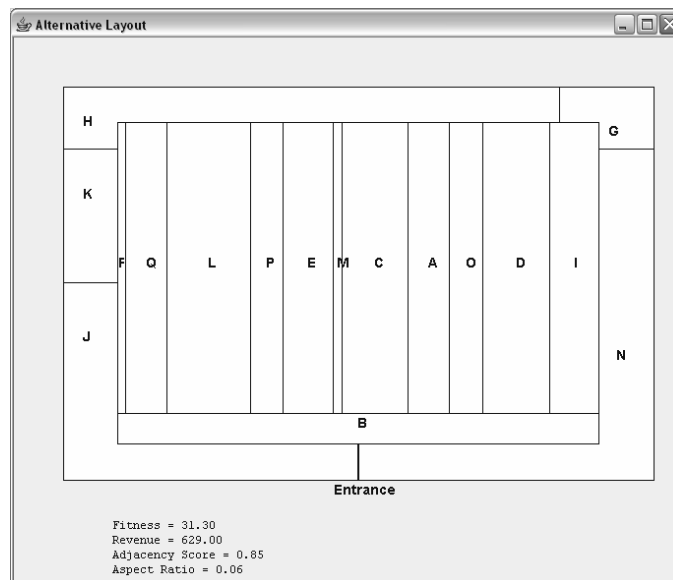 Alternative Layout
H
G
K
F Q L P E M C A O D I
J
N
B
Entrance
Fitness = 31.30
Revenue = 629.00
Adjacency Score = 0.85
Aspect Ratio = 0.06